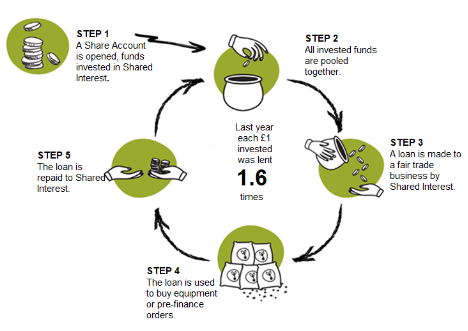 STEP 1
A Share Account
is opened, funds
invested in Shared
Interest.
STEP 2
All invested funds
are pooled
together.
STEP 3
A loan is made to
a fair trade
business by
Shared Interest.
STEP 4
The loan is used
to buy equipment
or pre-finance
orders.
STEP 5
The loan is
repaid to Shared
Interest.
Last year
each £1
invested
was lent
1.6
times